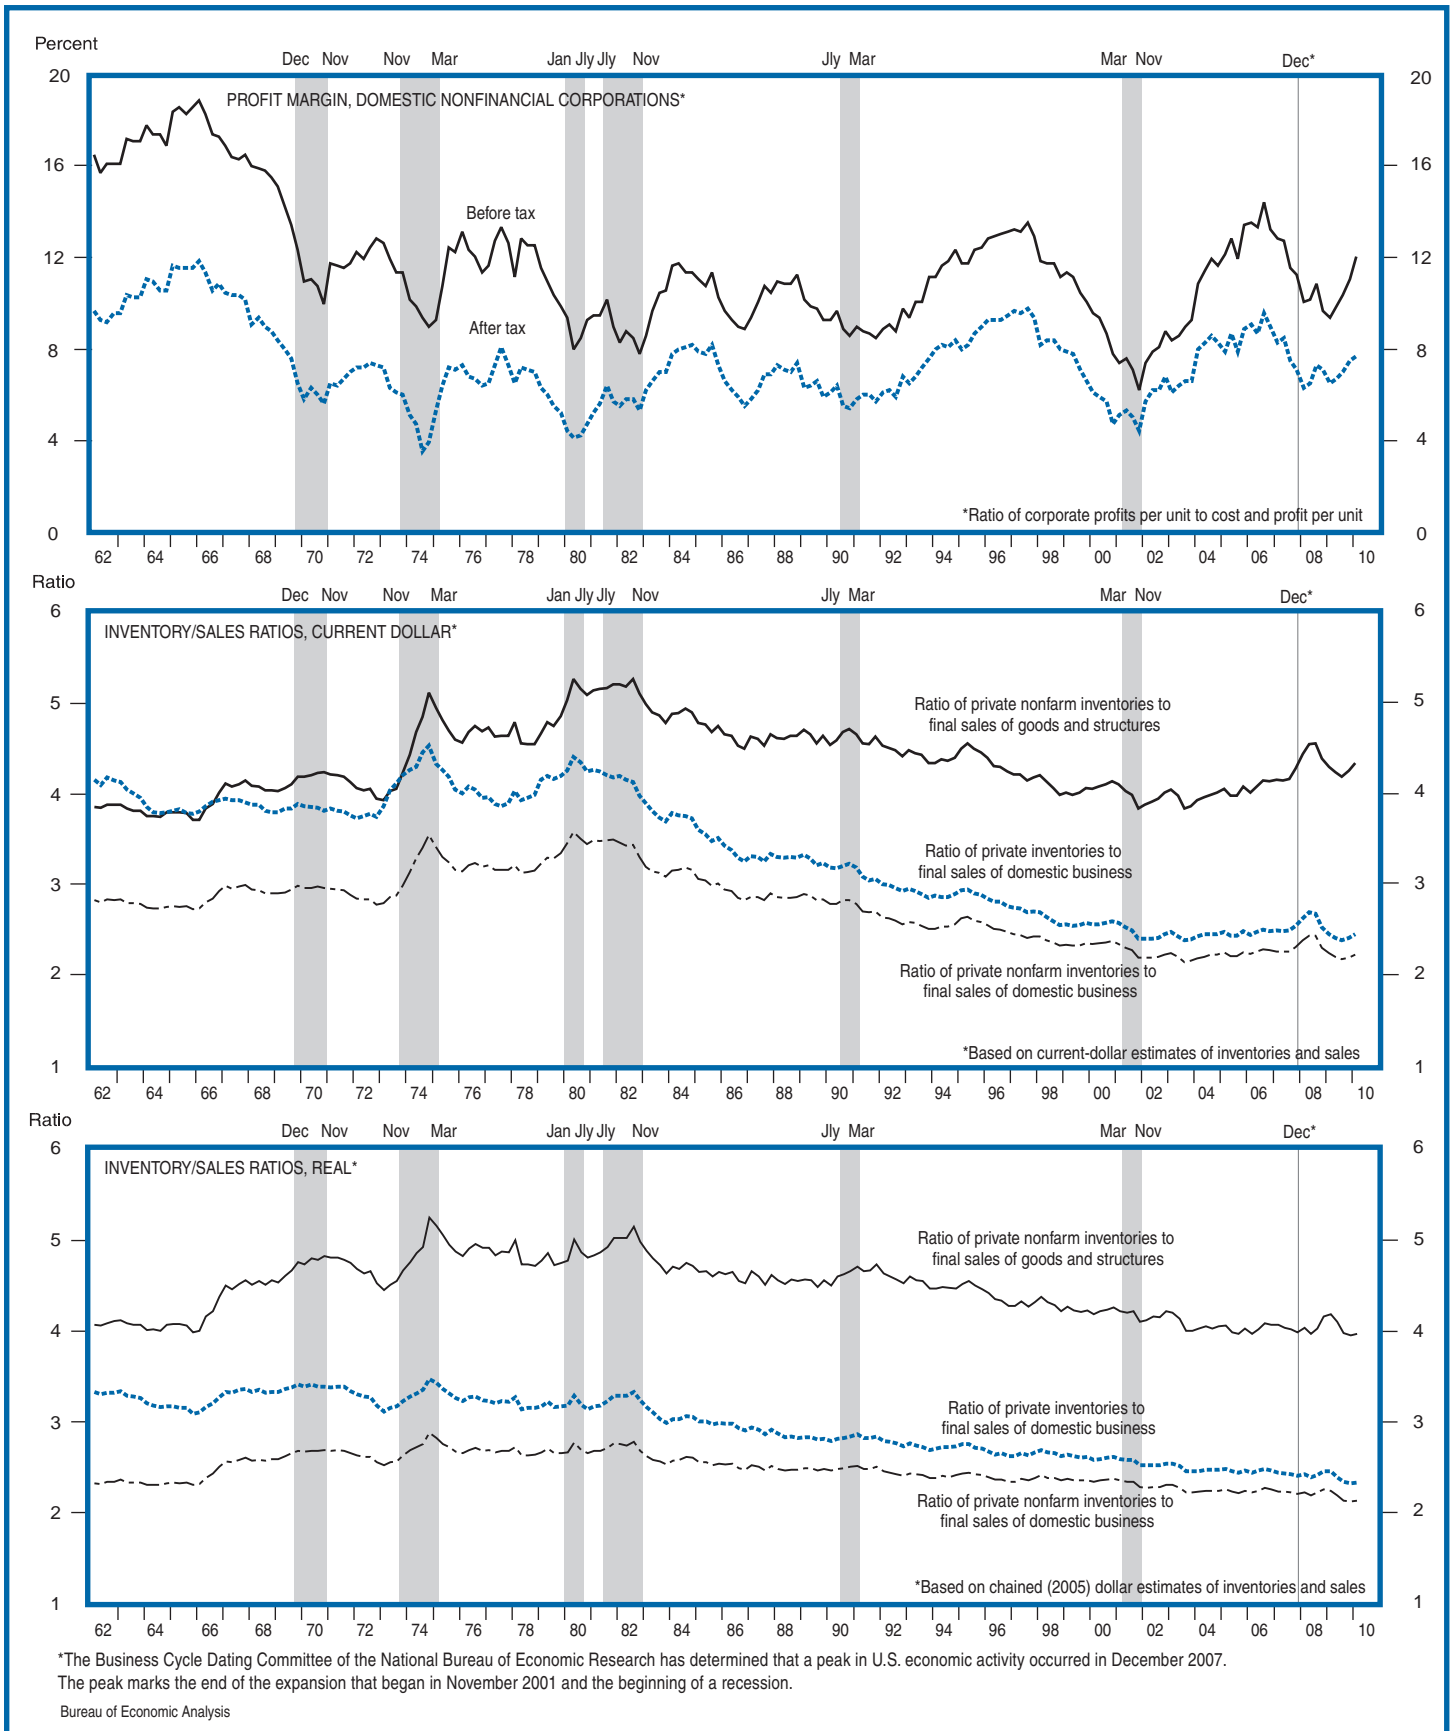 Percent
Dec Nov Nov Mar Jan Jly Jly Nov Jly Mar Mar Nov Dec*
PROFIT MARGIN, DOMESTIC NONFINANCIAL CORPORATIONS*
20 20
16 16
12 12
8 8
4 4
0 0
Before tax
After tax
*Ratio of corporate profits per unit to cost and profit per unit
62 64 66 68 70 72 74 76 78 80 82 84 86 88 90 92 94 96 98 00 02 04 06 08 10
Ratio
Dec Nov Nov Mar Jan Jly Jly Nov Jly Mar Mar Nov Dec*
INVENTORY/SALES RATIOS, CURRENT DOLLAR*
6 6
5 5
4 4
3 3
2 2
1 1
Ratio of private nonfarm inventories to
final sales of goods and structures
Ratio of private inventories to
final sales of domestic business
Ratio of private nonfarm inventories to
final sales of domestic business
*Based on current-dollar estimates of inventories and sales
62 64 66 68 70 72 74 76 78 80 82 84 86 88 90 92 94 96 98 00 02 04 06 08 10
Ratio
Dec Nov Nov Mar Jan Jly Jly Nov Jly Mar Mar Nov Dec*
INVENTORY/SALES RATIOS, REAL*
6 6
5 5
4 4
3 3
2 2
1 1
Ratio of private nonfarm inventories to
final sales of goods and structures
Ratio of private inventories to
final sales of domestic business
Ratio of private nonfarm inventories to
final sales of domestic business
*Based on chained (2005) dollar estimates of inventories and sales
62 64 66 68 70 72 74 76 78 80 82 84 86 88 90 92 94 96 98 00 02 04 06 08 10
*The Business Cycle Dating Committee of the National Bureau of Economic Research has determined that a peak in U.S. economic activity occurred in December 2007.
The peak marks the end of the expansion that began in November 2001 and the beginning of a recession.
Bureau of Economic Analysis